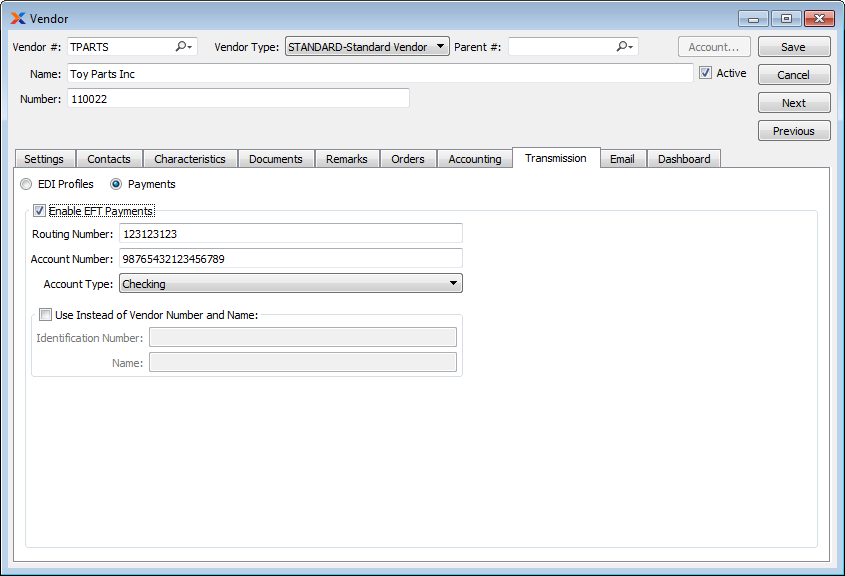 Vendor
Vendor #: TPARTS Vendor Type: STANDARD-Standard Vendor Parent #: Account... Save
Name: Toy Parts Inc Active Cancel
Number: 110022 Next
Previous
Settings Contacts Characteristics Documents Remarks Orders Accounting Transmission Email Dashboard
EDI Profiles Payments
Enable EFT Payments
Routing Number: 123123123
Account Number: 98765432123456789
Account Type: Checking
Use Instead of Vendor Number and Name:
Identification Number:
Name: